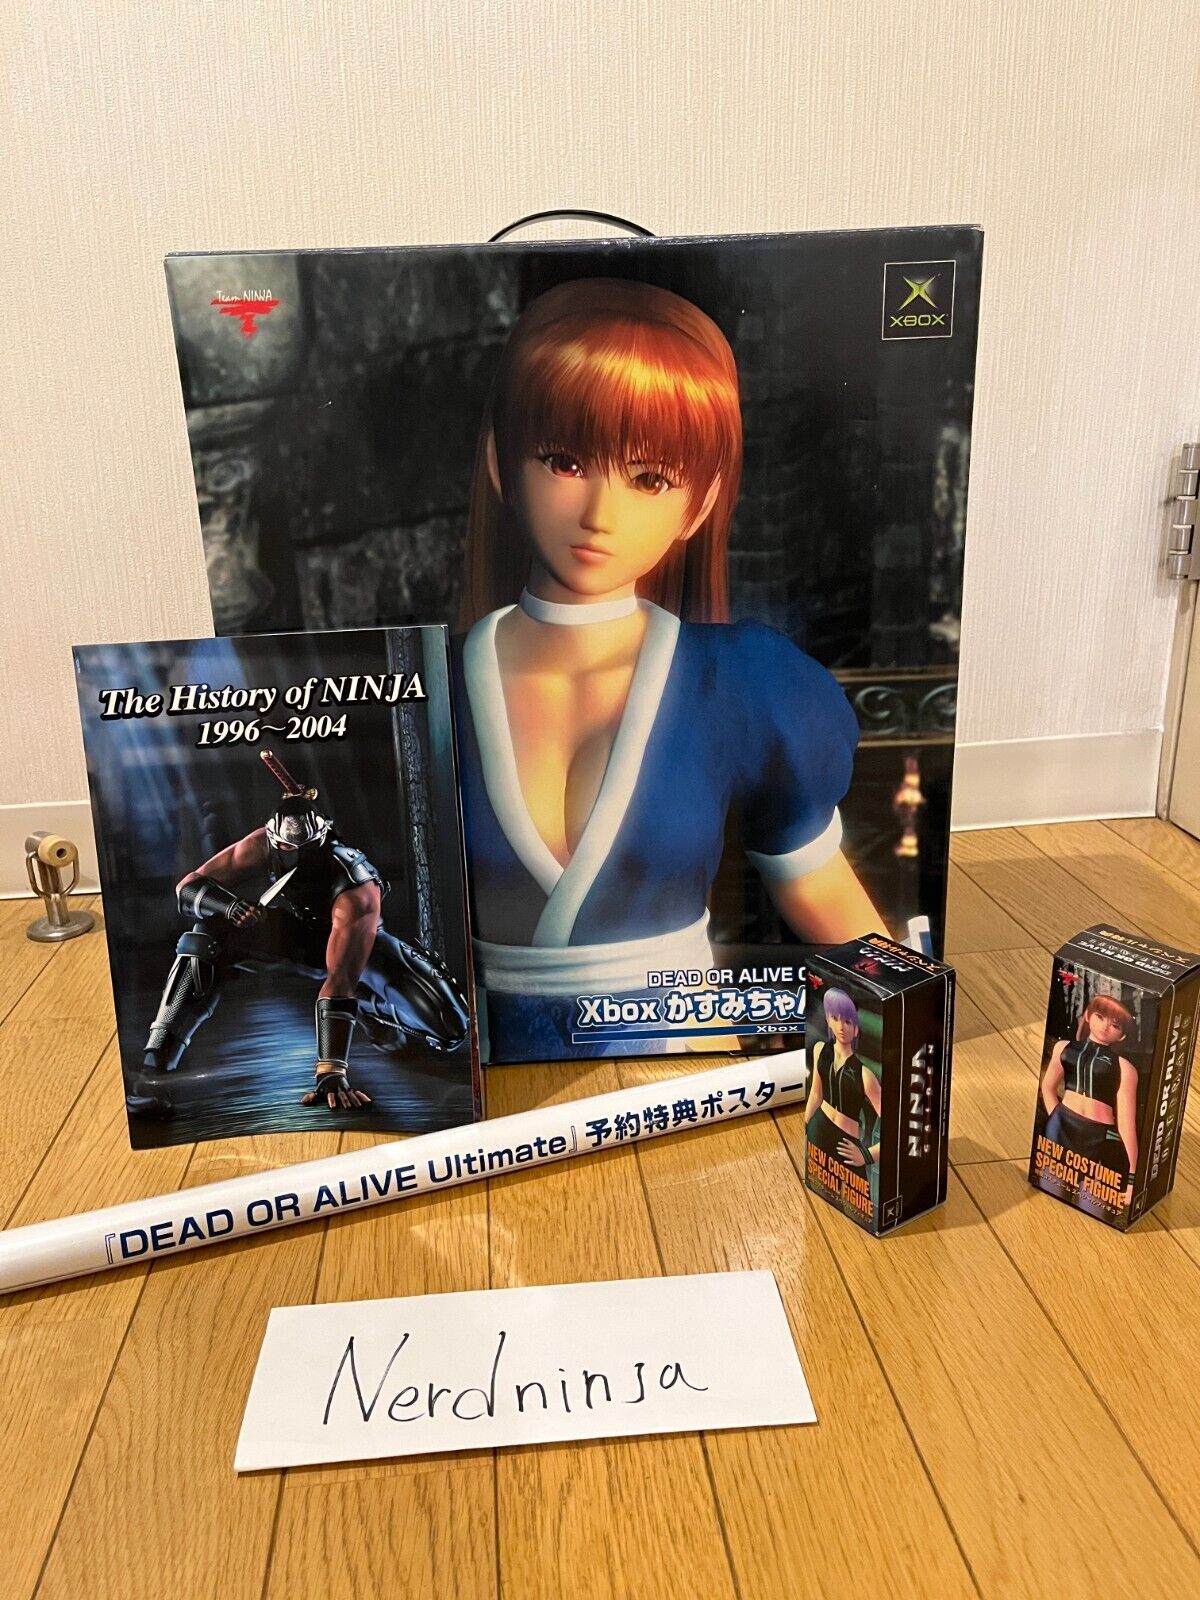 Team NINJA
XBOX
The History of NINJA
1996~2004
DEAD OR ALIVE
Xbox かすみちゃん
Xbox
『DEAD OR ALIVE Ultimate』予約特典ポスター
NEW COSTUME
SPECIAL FIGURE
DEAD OR ALIVE
NEW COSTUME
SPECIAL FIGURE
Nerdninja